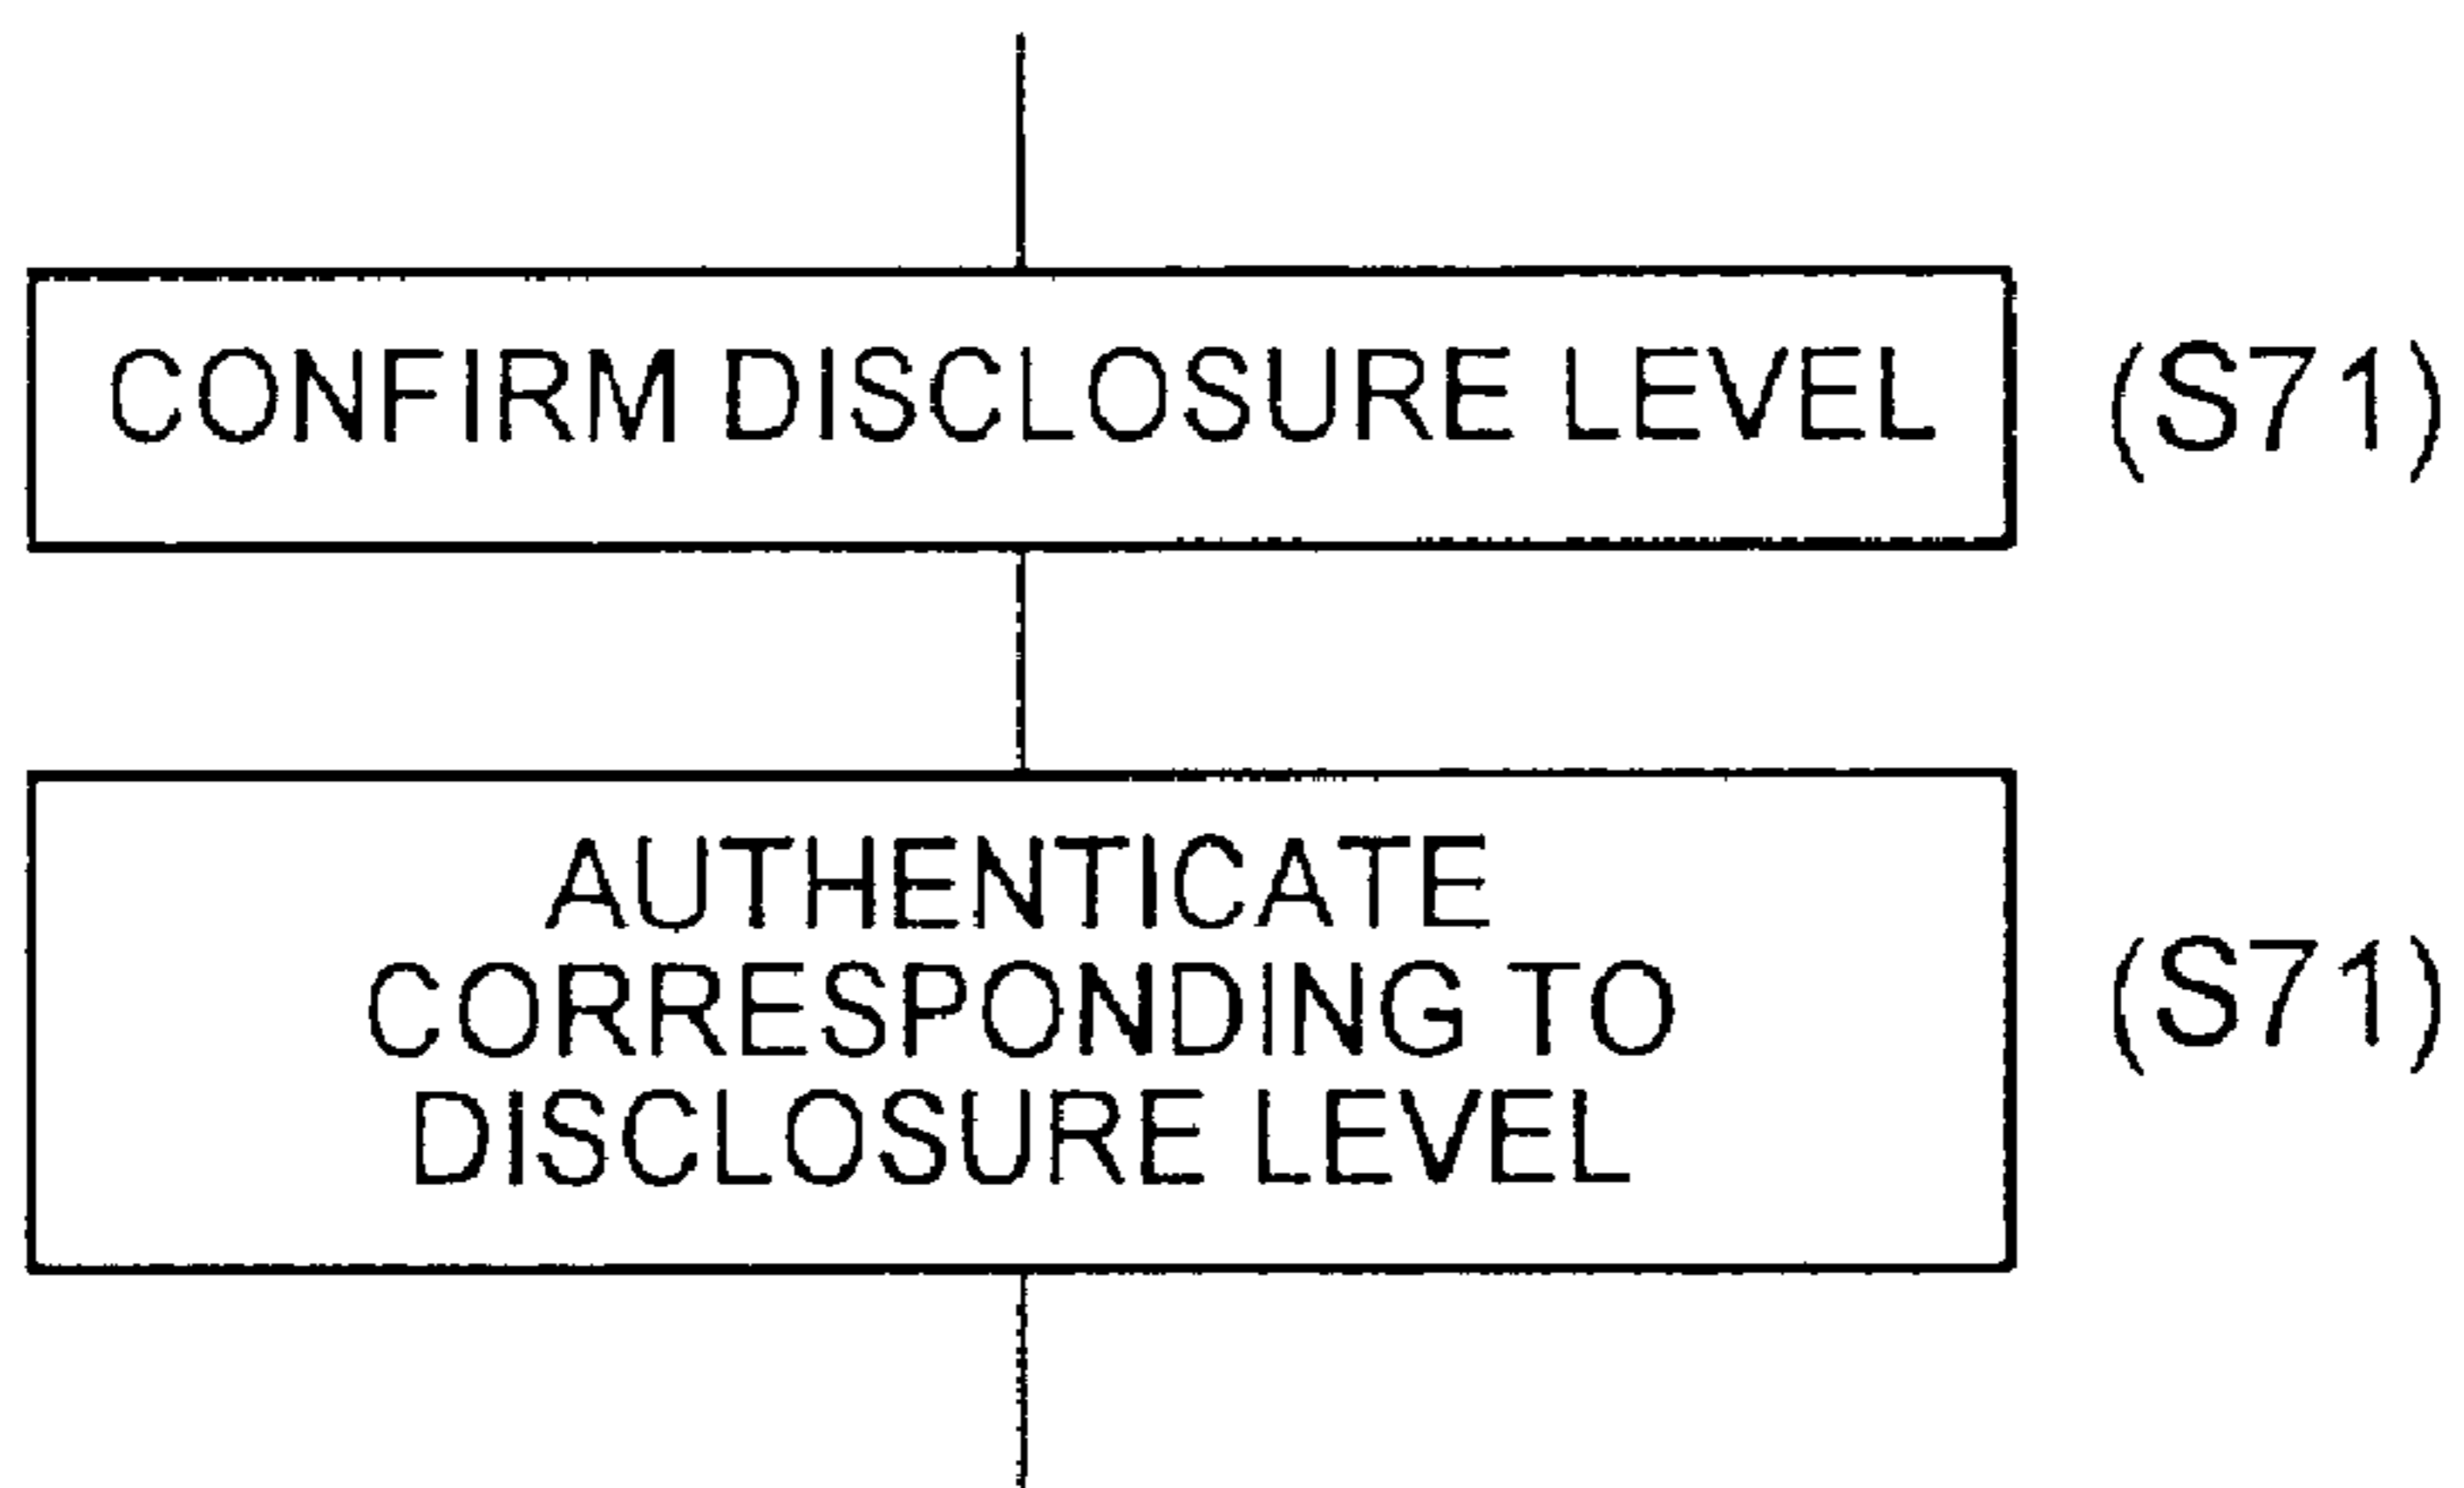 CONFIRM DISCLOSURE LEVEL (S71)
AUTHENTICATE
CORRESPONDING TO (S71)
DISCLOSURE LEVEL